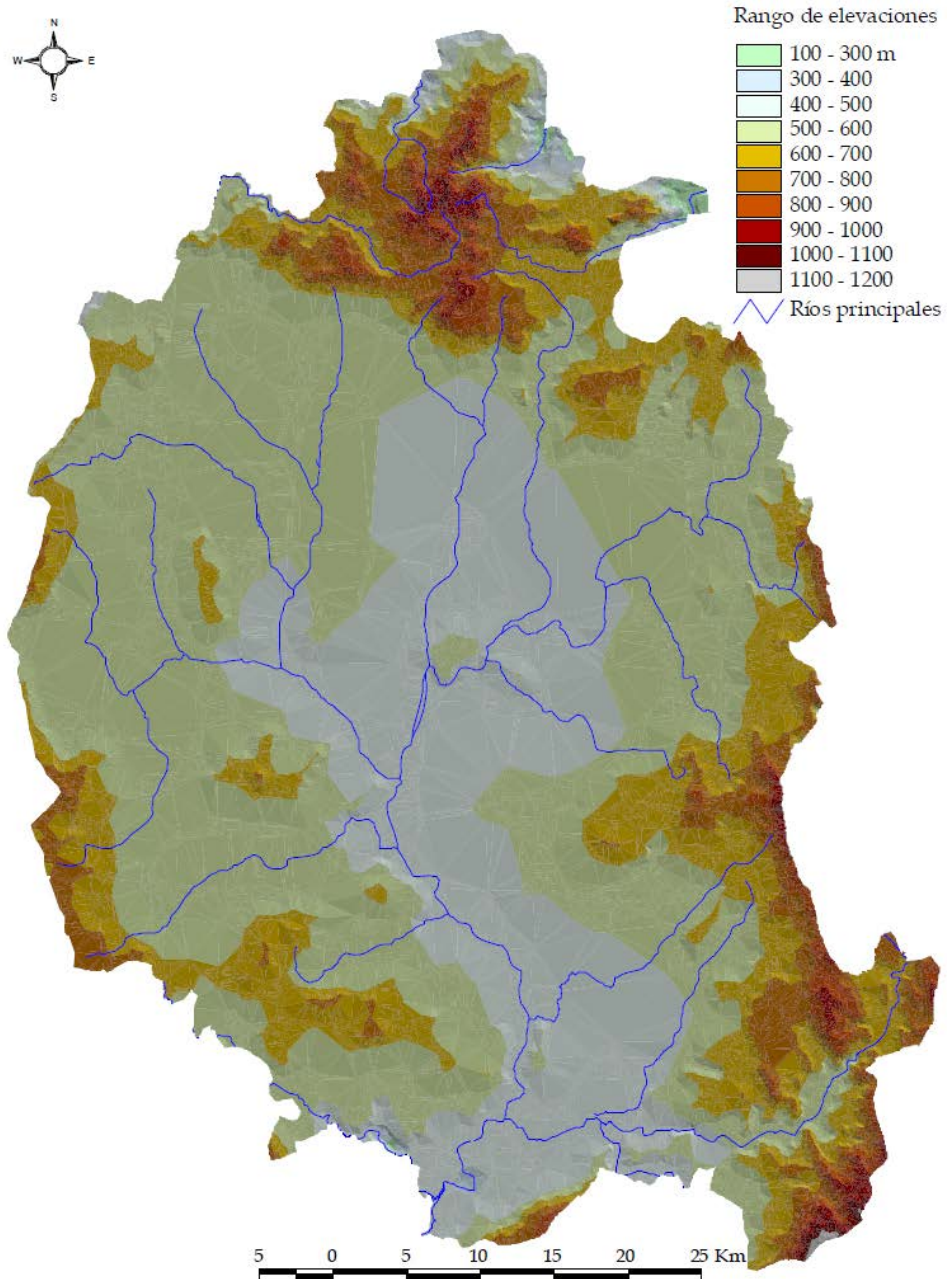 N
W E
S
Rango de elevaciones
100 - 300 m
300 - 400
400 - 500
500 - 600
600 - 700
700 - 800
800 - 900
900 - 1000
1000 - 1100
1100 - 1200
Ríos principales
5 0 5 10 15 20 25 Km